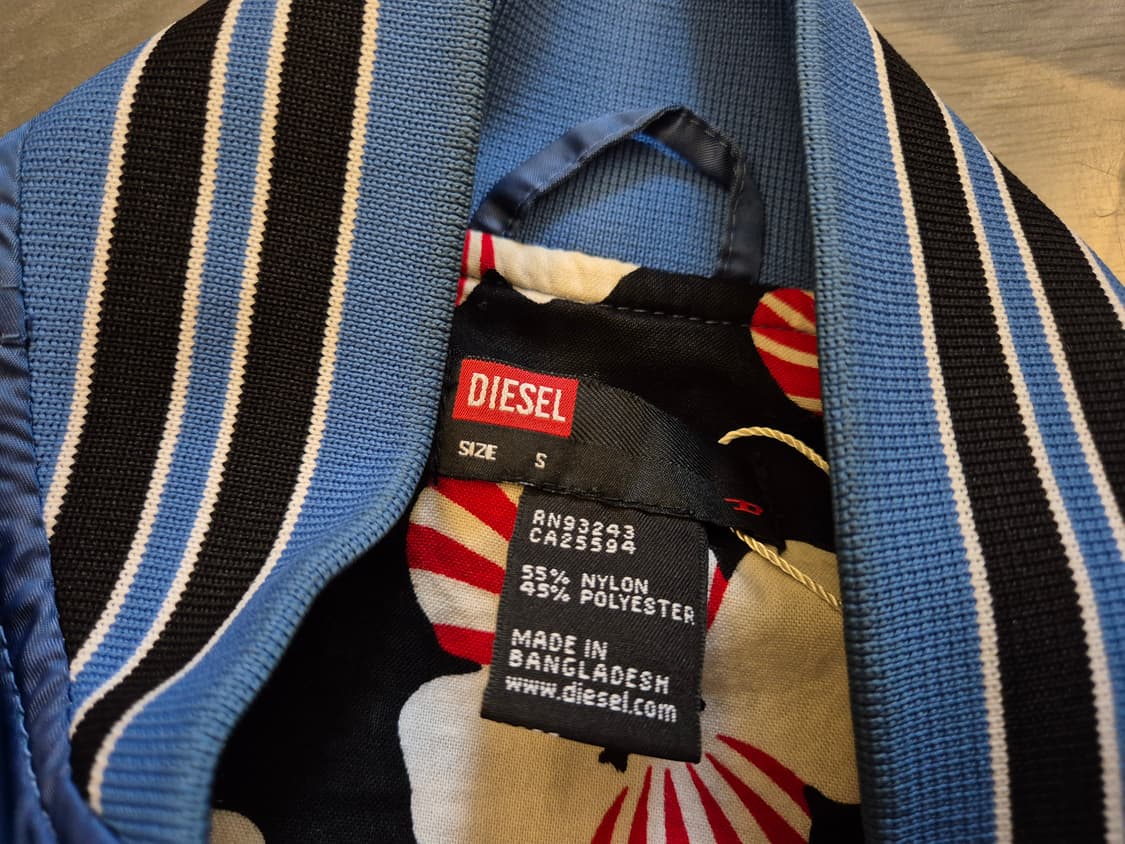 DIESEL
SIZE S
RN93243
CA25594
55% NYLON
45% POLYESTER
MADE IN
BANGLADESH
www.diesel.com